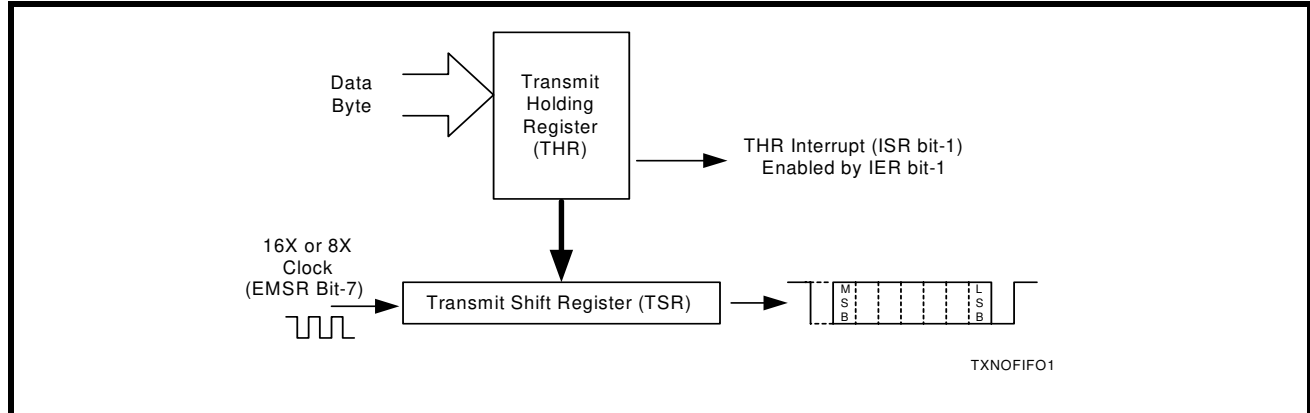 Data
Byte
Transmit
Holding
Register
(THR)
THR Interrupt (ISR bit-1)
Enabled by IER bit-1
16X or 8X
Clock
(EMSR Bit-7)
Transmit Shift Register (TSR)
M
S
B
L
S
B
TXNOFIFO1